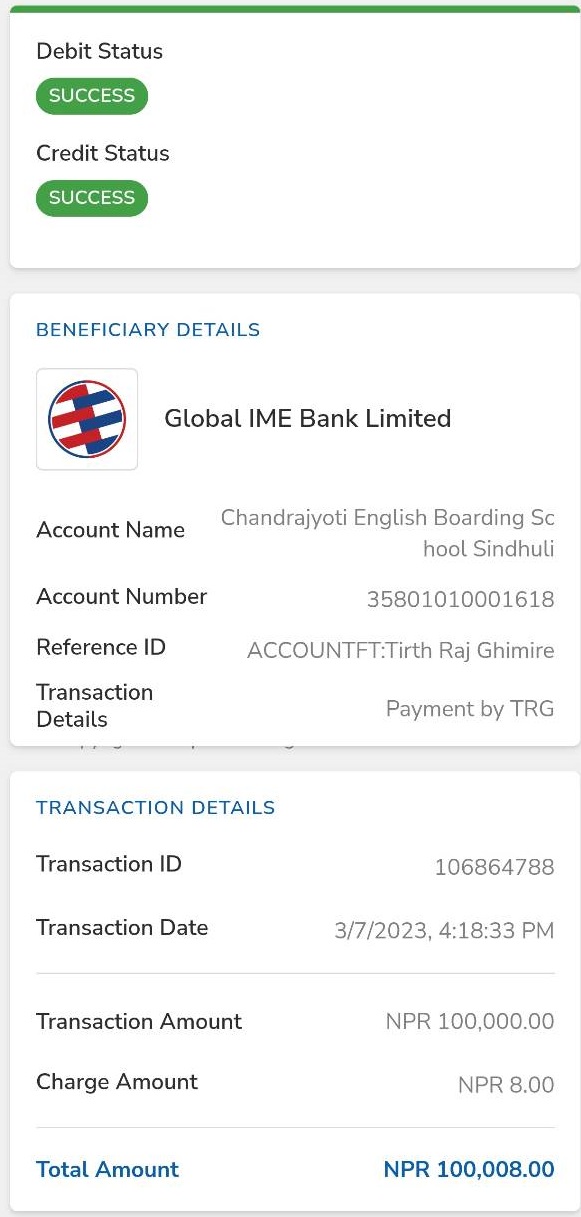 Debit Status
SUCCESS
Credit Status
SUCCESS
BENEFICIARY DETAILS
Global IME Bank Limited
Account Name
Chandrajyoti English Boarding Sc
hool Sindhuli
Account Number
35801010001618
Reference ID
ACCOUNTFT:Tirth Raj Ghimire
Transaction
Details
Payment by TRG
TRANSACTION DETAILS
Transaction ID
106864788
Transaction Date
3/7/2023, 4:18:33 PM
Transaction Amount
NPR 100,000.00
Charge Amount
NPR 8.00
Total Amount
NPR 100,008.00